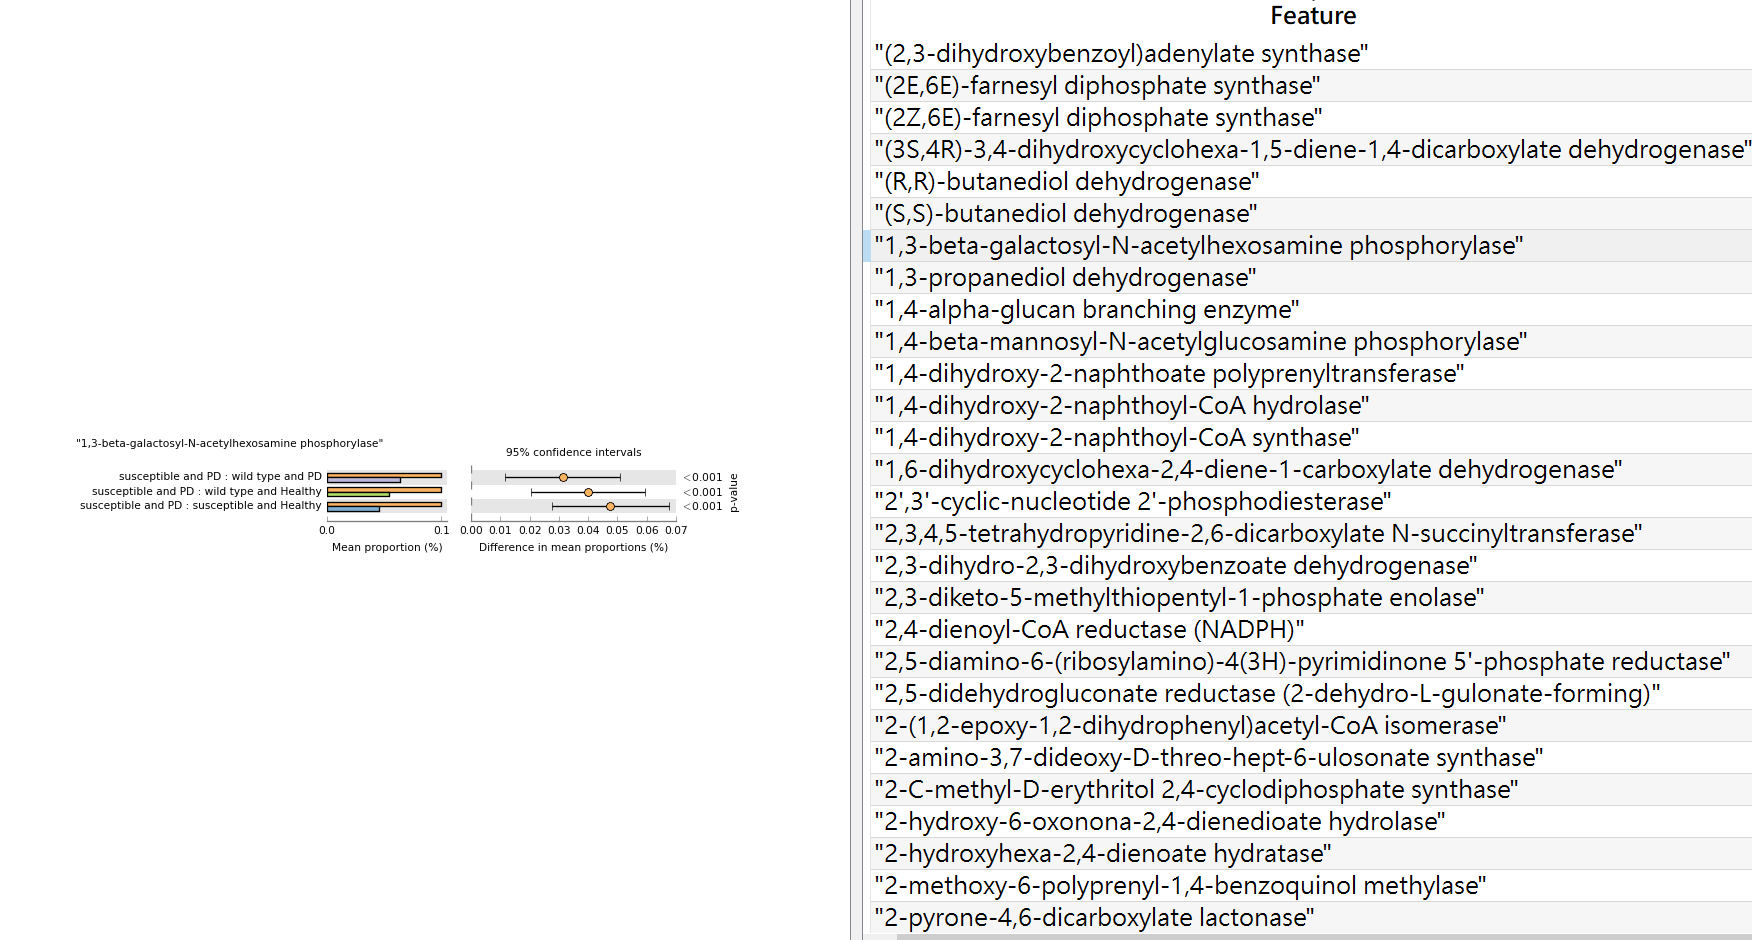 "1,3-beta-galactosyl-N-acetylhexosamine phosphorylase"
95% confidence intervals
susceptible and PD : wild type and PD
<0.001
susceptible and PD : wild type and Healthy
<0.001
susceptible and PD : susceptible and Healthy
<0.001
p-value
0.0 0.1
0.00 0.01 0.02 0.03 0.04 0.05 0.06 0.07
Mean proportion (%)
Difference in mean proportions (%)
Feature
"(2,3-dihydroxybenzoyl)adenylate synthase"
"(2E,6E)-farnesyl diphosphate synthase"
"(2Z,6E)-farnesyl diphosphate synthase"
"(3S,4R)-3,4-dihydroxycyclohexa-1,5-diene-1,4-dicarboxylate dehydrogenase"
"(R,R)-butanediol dehydrogenase"
"(S,S)-butanediol dehydrogenase"
"1,3-beta-galactosyl-N-acetylhexosamine phosphorylase"
"1,3-propanediol dehydrogenase"
"1,4-alpha-glucan branching enzyme"
"1,4-beta-mannosyl-N-acetylglucosamine phosphorylase"
"1,4-dihydroxy-2-naphthoate polyprenyltransferase"
"1,4-dihydroxy-2-naphthoyl-CoA hydrolase"
"1,4-dihydroxy-2-naphthoyl-CoA synthase"
"1,6-dihydroxycyclohexa-2,4-diene-1-carboxylate dehydrogenase"
"2',3'-cyclic-nucleotide 2'-phosphodiesterase"
"2,3,4,5-tetrahydropyridine-2,6-dicarboxylate N-succinyltransferase"
"2,3-dihydro-2,3-dihydroxybenzoate dehydrogenase"
"2,3-diketo-5-methylthiopentyl-1-phosphate enolase"
"2,4-dienoyl-CoA reductase (NADPH)"
"2,5-diamino-6-(ribosylamino)-4(3H)-pyrimidinone 5'-phosphate reductase"
"2,5-didehydrogluconate reductase (2-dehydro-L-gulonate-forming)"
"2-(1,2-epoxy-1,2-dihydrophenyl)acetyl-CoA isomerase"
"2-amino-3,7-dideoxy-D-threo-hept-6-ulosonate synthase"
"2-C-methyl-D-erythritol 2,4-cyclodiphosphate synthase"
"2-hydroxy-6-oxonona-2,4-dienedioate hydrolase"
"2-hydroxyhexa-2,4-dienoate hydratase"
"2-methoxy-6-polyprenyl-1,4-benzoquinol methylase"
"2-pyrone-4,6-dicarboxylate lactonase"